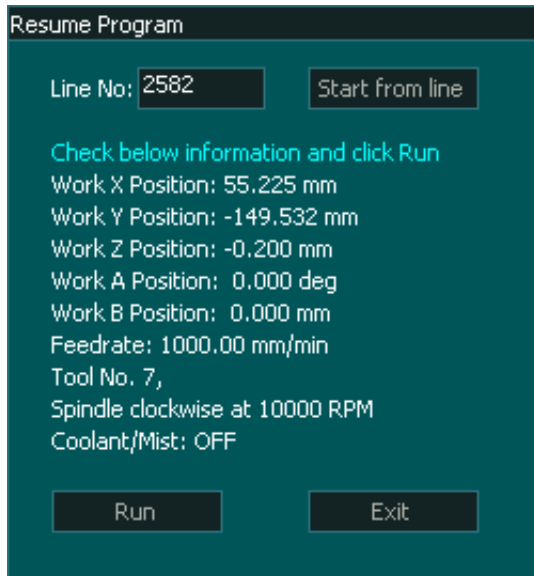 Resume Program
Line No: 2582 Start from line
Check below information and click Run
Work X Position: 55.225 mm
Work Y Position: -149.532 mm
Work Z Position: -0.200 mm
Work A Position: 0.000 deg
Work B Position: 0.000 mm
Feedrate: 1000.00 mm/min
Tool No. 7,
Spindle clockwise at 10000 RPM
Coolant/Mist: OFF
Run Exit